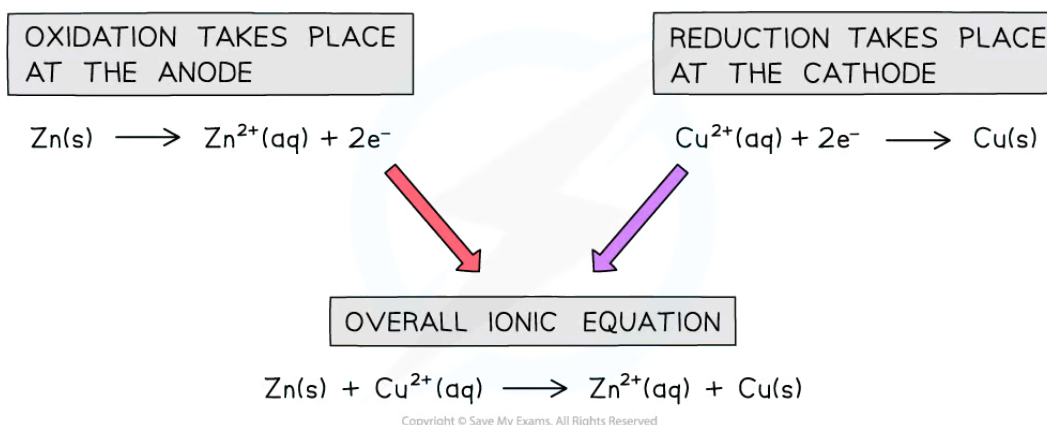 OXIDATION TAKES PLACE
AT THE ANODE
Zn(s) ⟶ Zn²⁺(aq) + 2e⁻
REDUCTION TAKES PLACE
AT THE CATHODE
Cu²⁺(aq) + 2e⁻ ⟶ Cu(s)
OVERALL IONIC EQUATION
Zn(s) + Cu²⁺(aq) ⟶ Zn²⁺(aq) + Cu(s)
Copyright © Save My Exams. All Rights Reserved